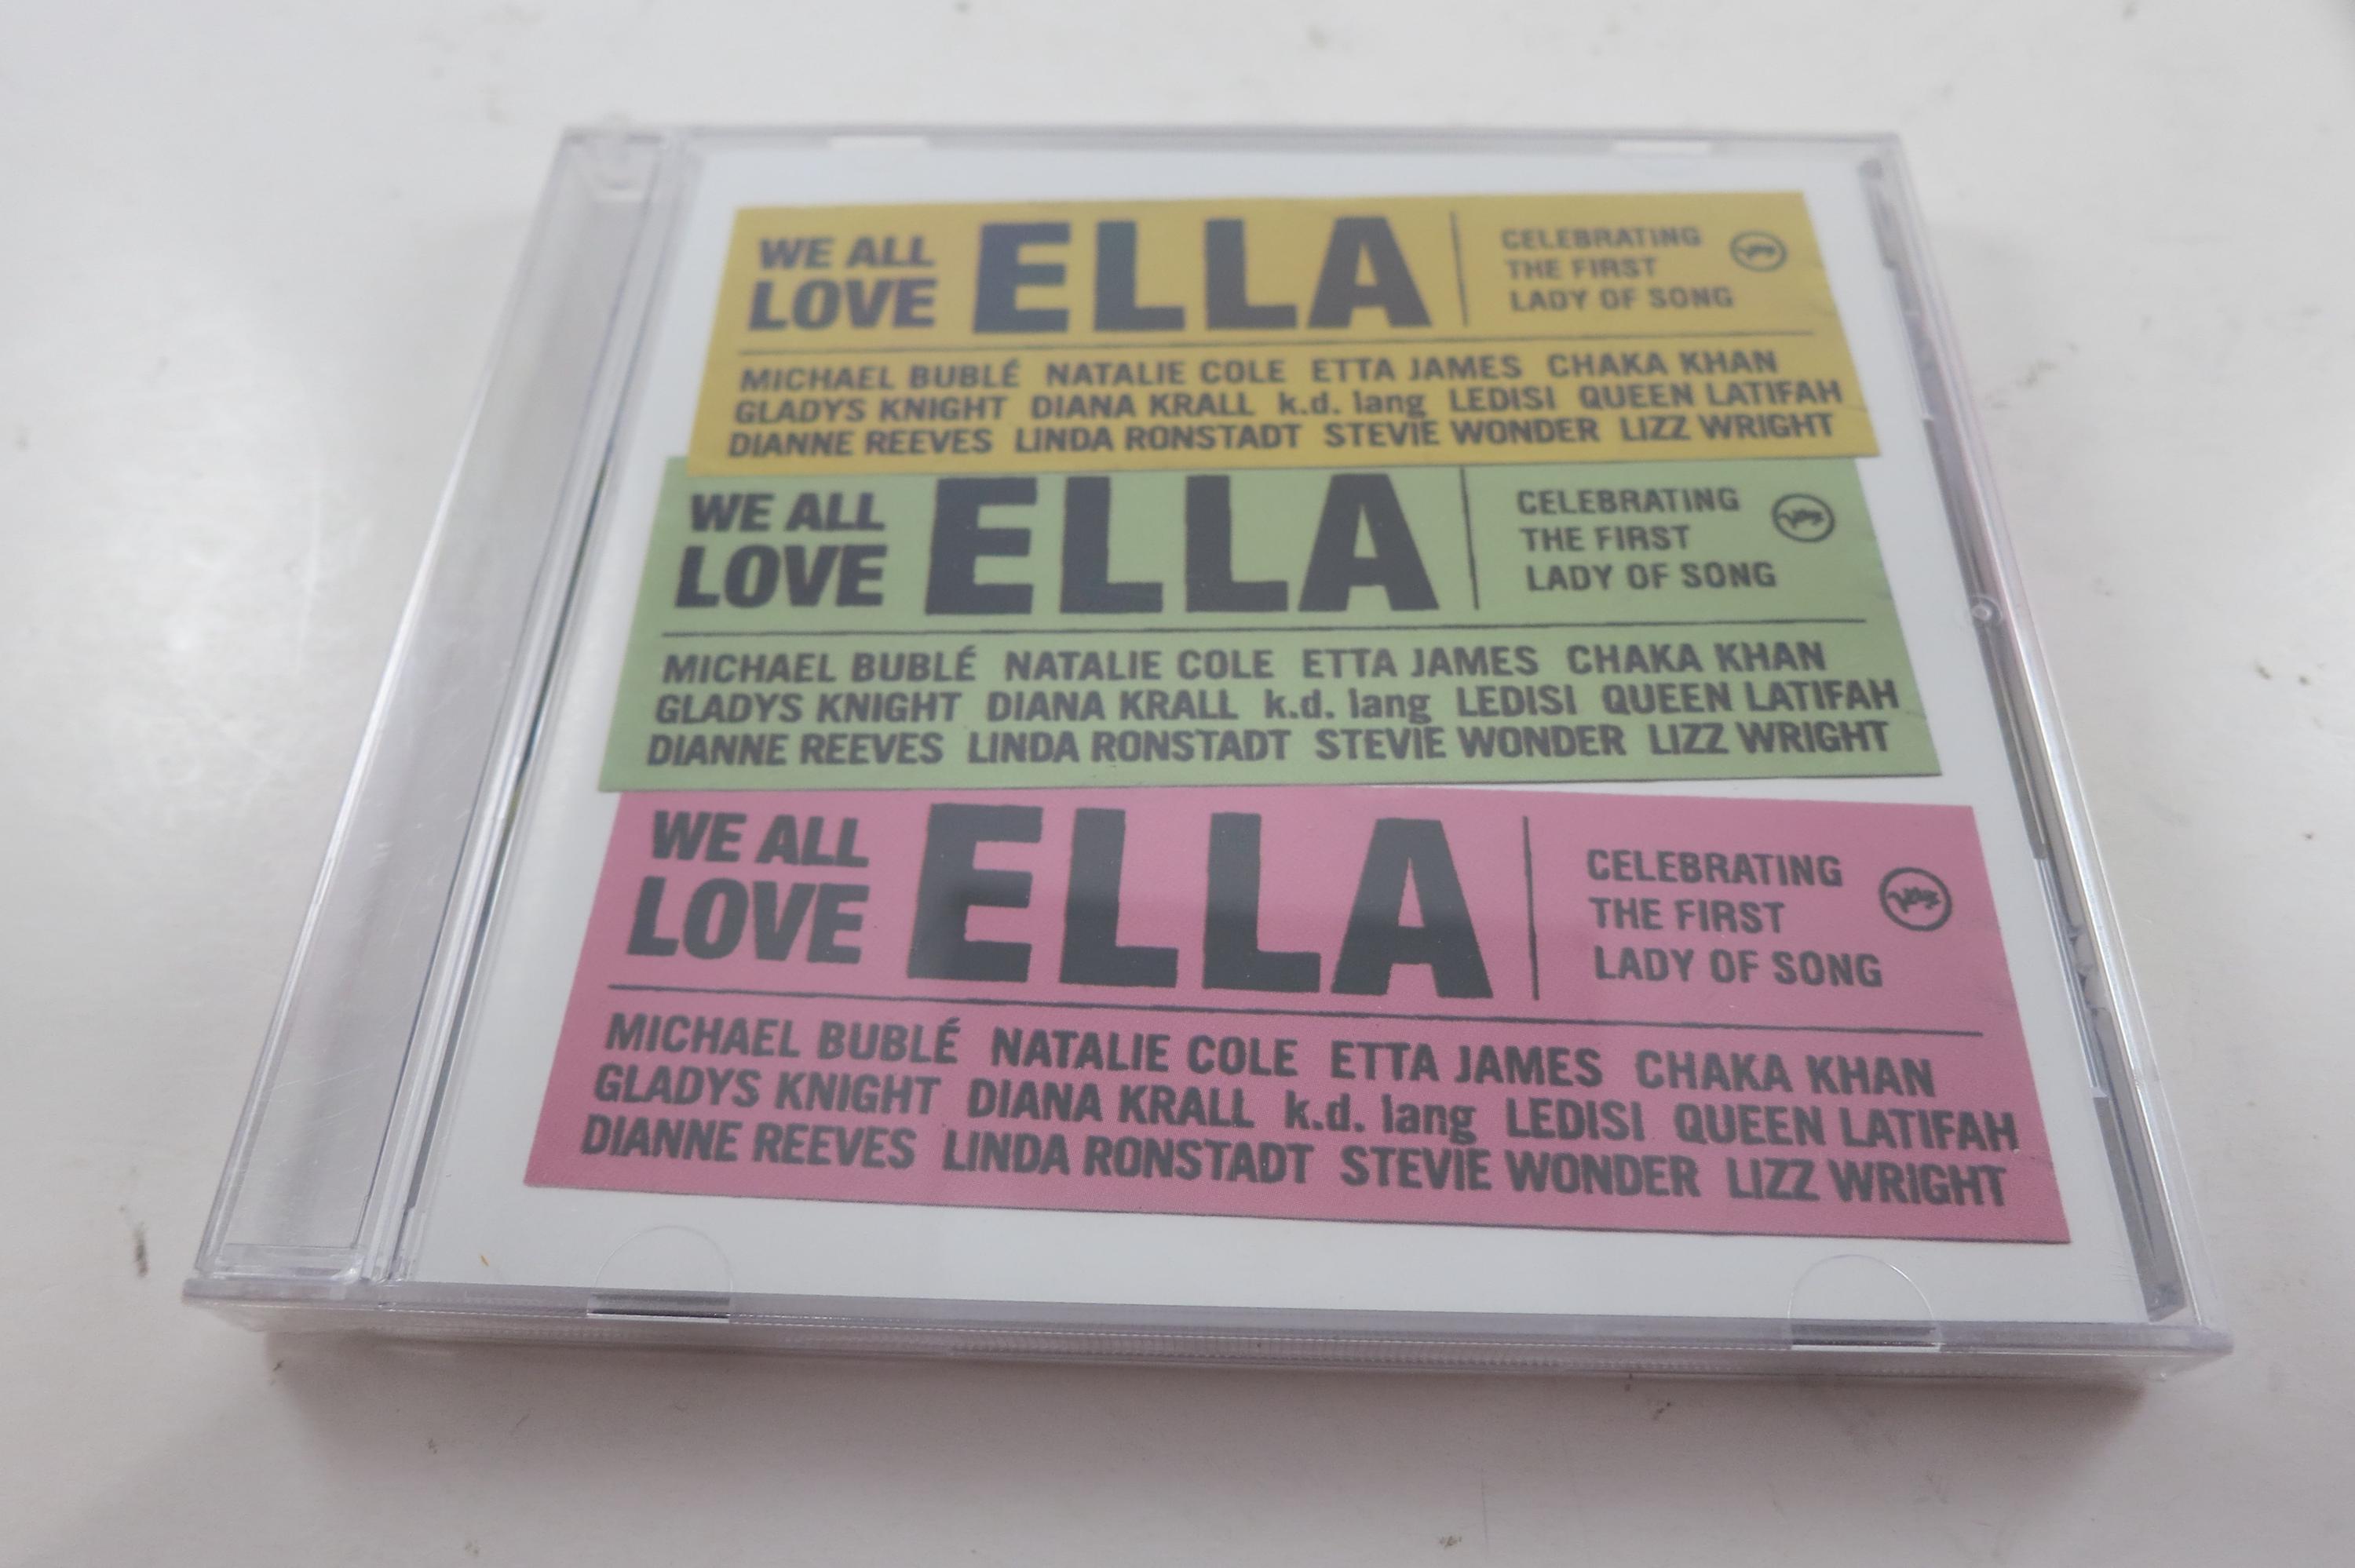 WE ALL
LOVE
ELLA
CELEBRATING
THE FIRST
LADY OF SONG
MICHAEL BUBLÉ NATALIE COLE ETTA JAMES CHAKA KHAN
GLADYS KNIGHT DIANA KRALL k.d. lang LEDISI QUEEN LATIFAH
DIANNE REEVES LINDA RONSTADT STEVIE WONDER LIZZ WRIGHT
WE ALL
LOVE
ELLA
CELEBRATING
THE FIRST
LADY OF SONG
MICHAEL BUBLÉ NATALIE COLE ETTA JAMES CHAKA KHAN
GLADYS KNIGHT DIANA KRALL k.d. lang LEDISI QUEEN LATIFAH
DIANNE REEVES LINDA RONSTADT STEVIE WONDER LIZZ WRIGHT
WE ALL
LOVE
ELLA
CELEBRATING
THE FIRST
LADY OF SONG
MICHAEL BUBLÉ NATALIE COLE ETTA JAMES CHAKA KHAN
GLADYS KNIGHT DIANA KRALL k.d. lang LEDISI QUEEN LATIFAH
DIANNE REEVES LINDA RONSTADT STEVIE WONDER LIZZ WRIGHT